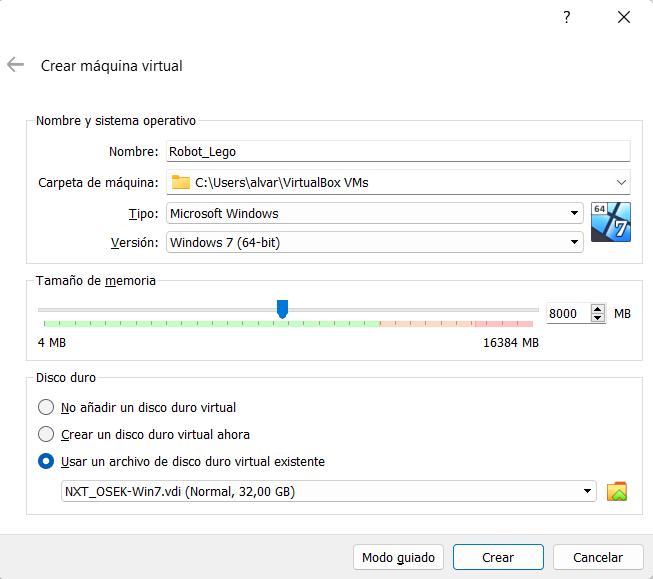 ?
Crear máquina virtual
Nombre y sistema operativo
Nombre: Robot_Lego
Carpeta de máquina: C:\Users\alvar\VirtualBox VMs
Tipo: Microsoft Windows
64
7
Versión: Windows 7 (64-bit)
Tamaño de memoria
8000 MB
4 MB 16384 MB
Disco duro
No añadir un disco duro virtual
Crear un disco duro virtual ahora
Usar un archivo de disco duro virtual existente
NXT_OSEK-Win7.vdi (Normal, 32,00 GB)
Modo guiado Crear Cancelar